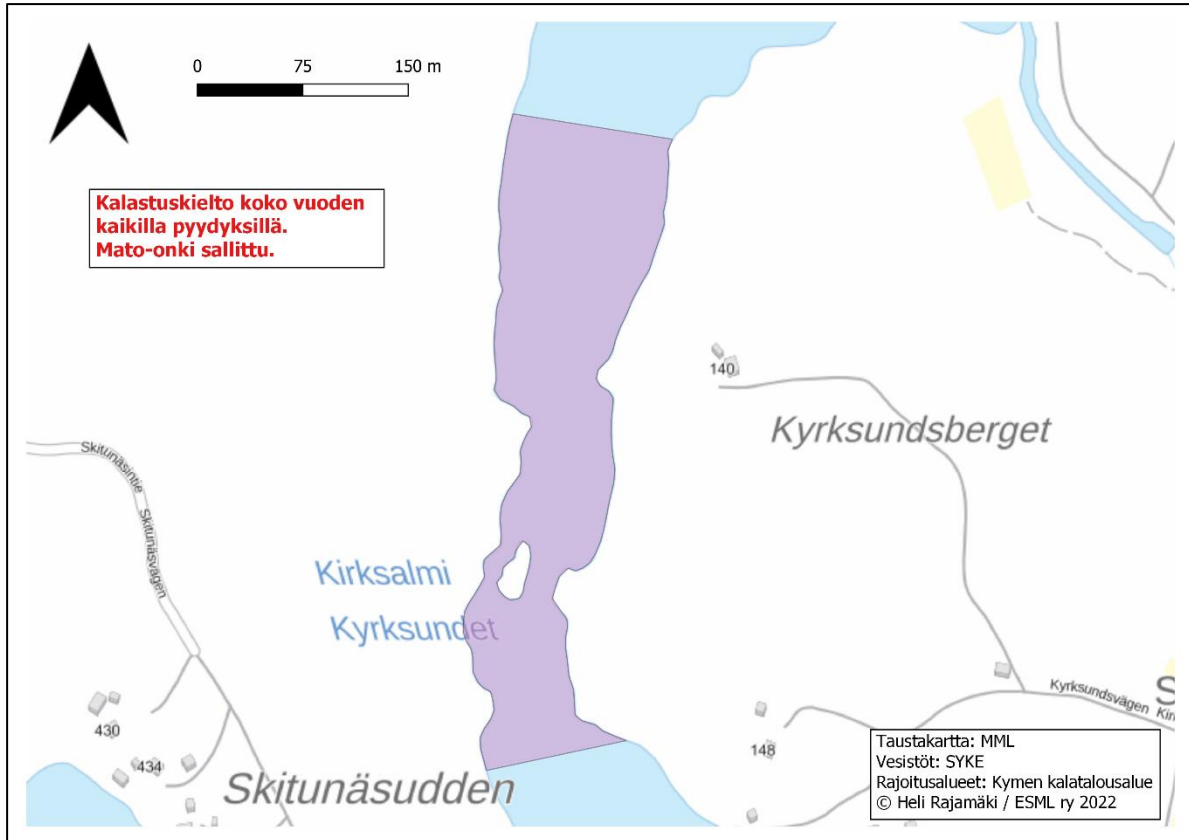 0 75 150 m
Kalastuskielto koko vuoden
kaikilla pyydyksillä.
Mato-onki sallittu.
140
Kyrksundsberget
Skitunäsintie
Skitunäsvägen
Kirksalmi
Kyrksundet
Kyrksundsvägen
S
Kin
430
434
148
Skitunäsudden
Taustakartta: MML
Vesistöt: SYKE
Rajoitusalueet: Kymen kalatalousalue
© Heli Rajamäki / ESML ry 2022